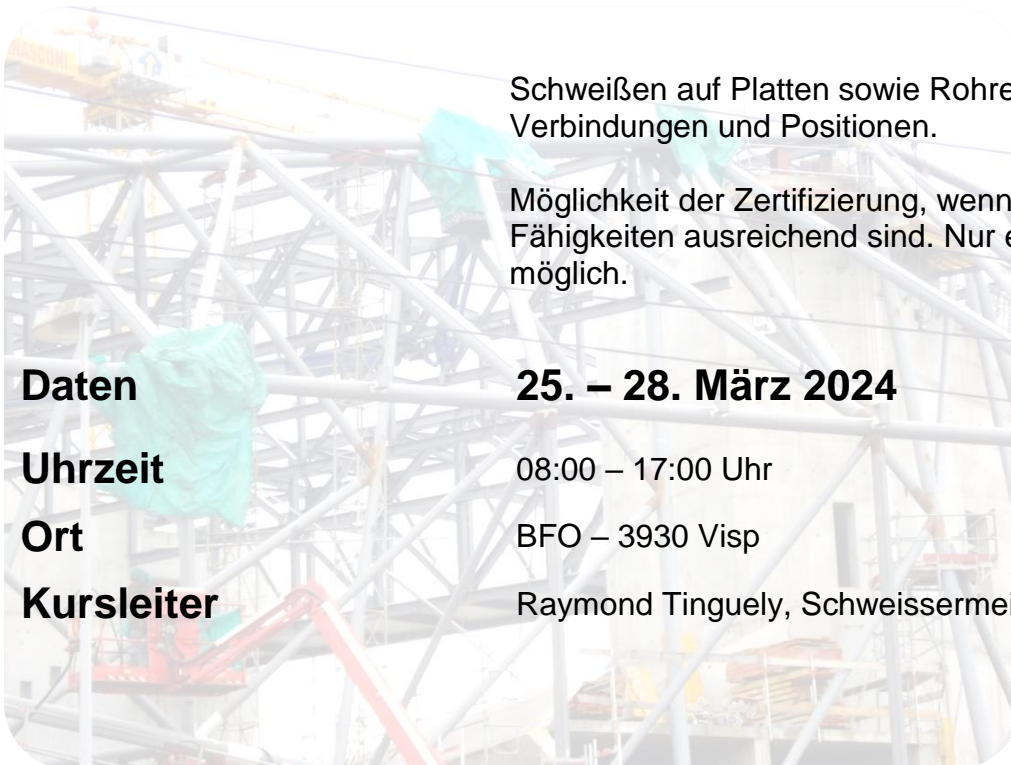 Schweißen auf Platten sowie Rohre
Verbindungen und Positionen.
Möglichkeit der Zertifizierung, wenn
Fähigkeiten ausreichend sind. Nur
möglich.
Daten 25. – 28. März 2024
Uhrzeit 08:00 – 17:00 Uhr
Ort BFO – 3930 Visp
Kursleiter Raymond Tinguely, Schweissermei